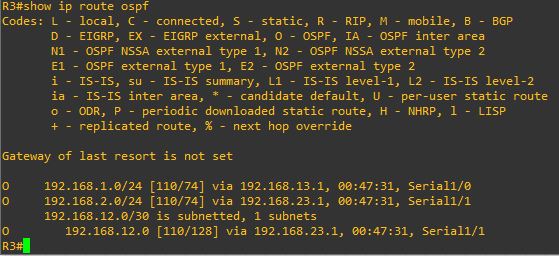 R3#show ip route ospf
Codes: L - local, C - connected, S - static, R - RIP, M - mobile, B - BGP
D - EIGRP, EX - EIGRP external, O - OSPF, IA - OSPF inter area
N1 - OSPF NSSA external type 1, N2 - OSPF NSSA external type 2
E1 - OSPF external type 1, E2 - OSPF external type 2
i - IS-IS, su - IS-IS summary, L1 - IS-IS level-1, L2 - IS-IS level-2
ia - IS-IS inter area, * - candidate default, U - per-user static route
o - ODR, P - periodic downloaded static route, H - NHRP, l - LISP
+ - replicated route, % - next hop override
Gateway of last resort is not set
O 192.168.1.0/24 [110/74] via 192.168.13.1, 00:47:31, Serial1/0
O 192.168.2.0/24 [110/74] via 192.168.23.1, 00:47:31, Serial1/1
192.168.12.0/30 is subnetted, 1 subnets
O 192.168.12.0 [110/128] via 192.168.23.1, 00:47:31, Serial1/1
R3#